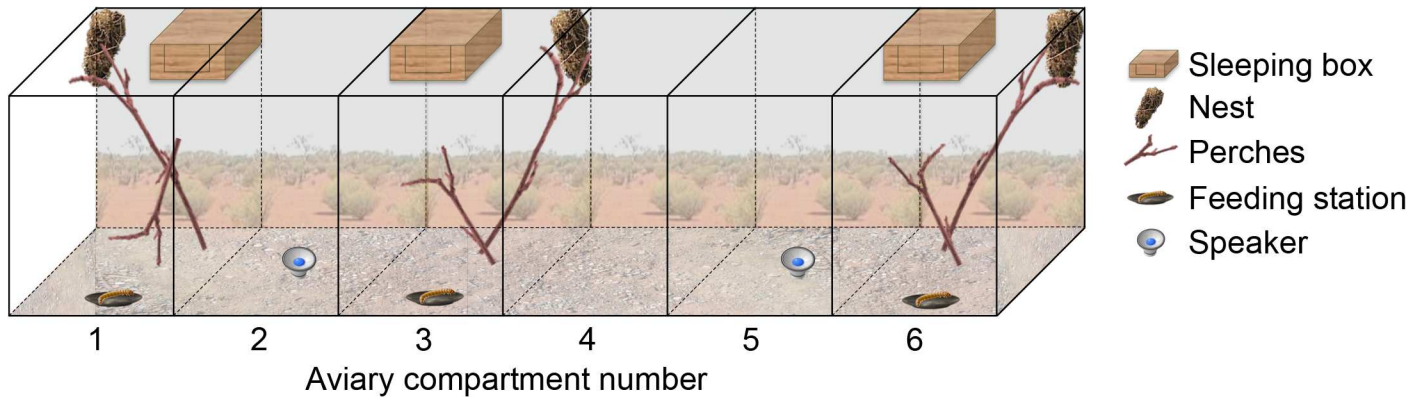 Sleeping box
Nest
Perches
Feeding station
Speaker
1 2 3 4 5 6
Aviary compartment number